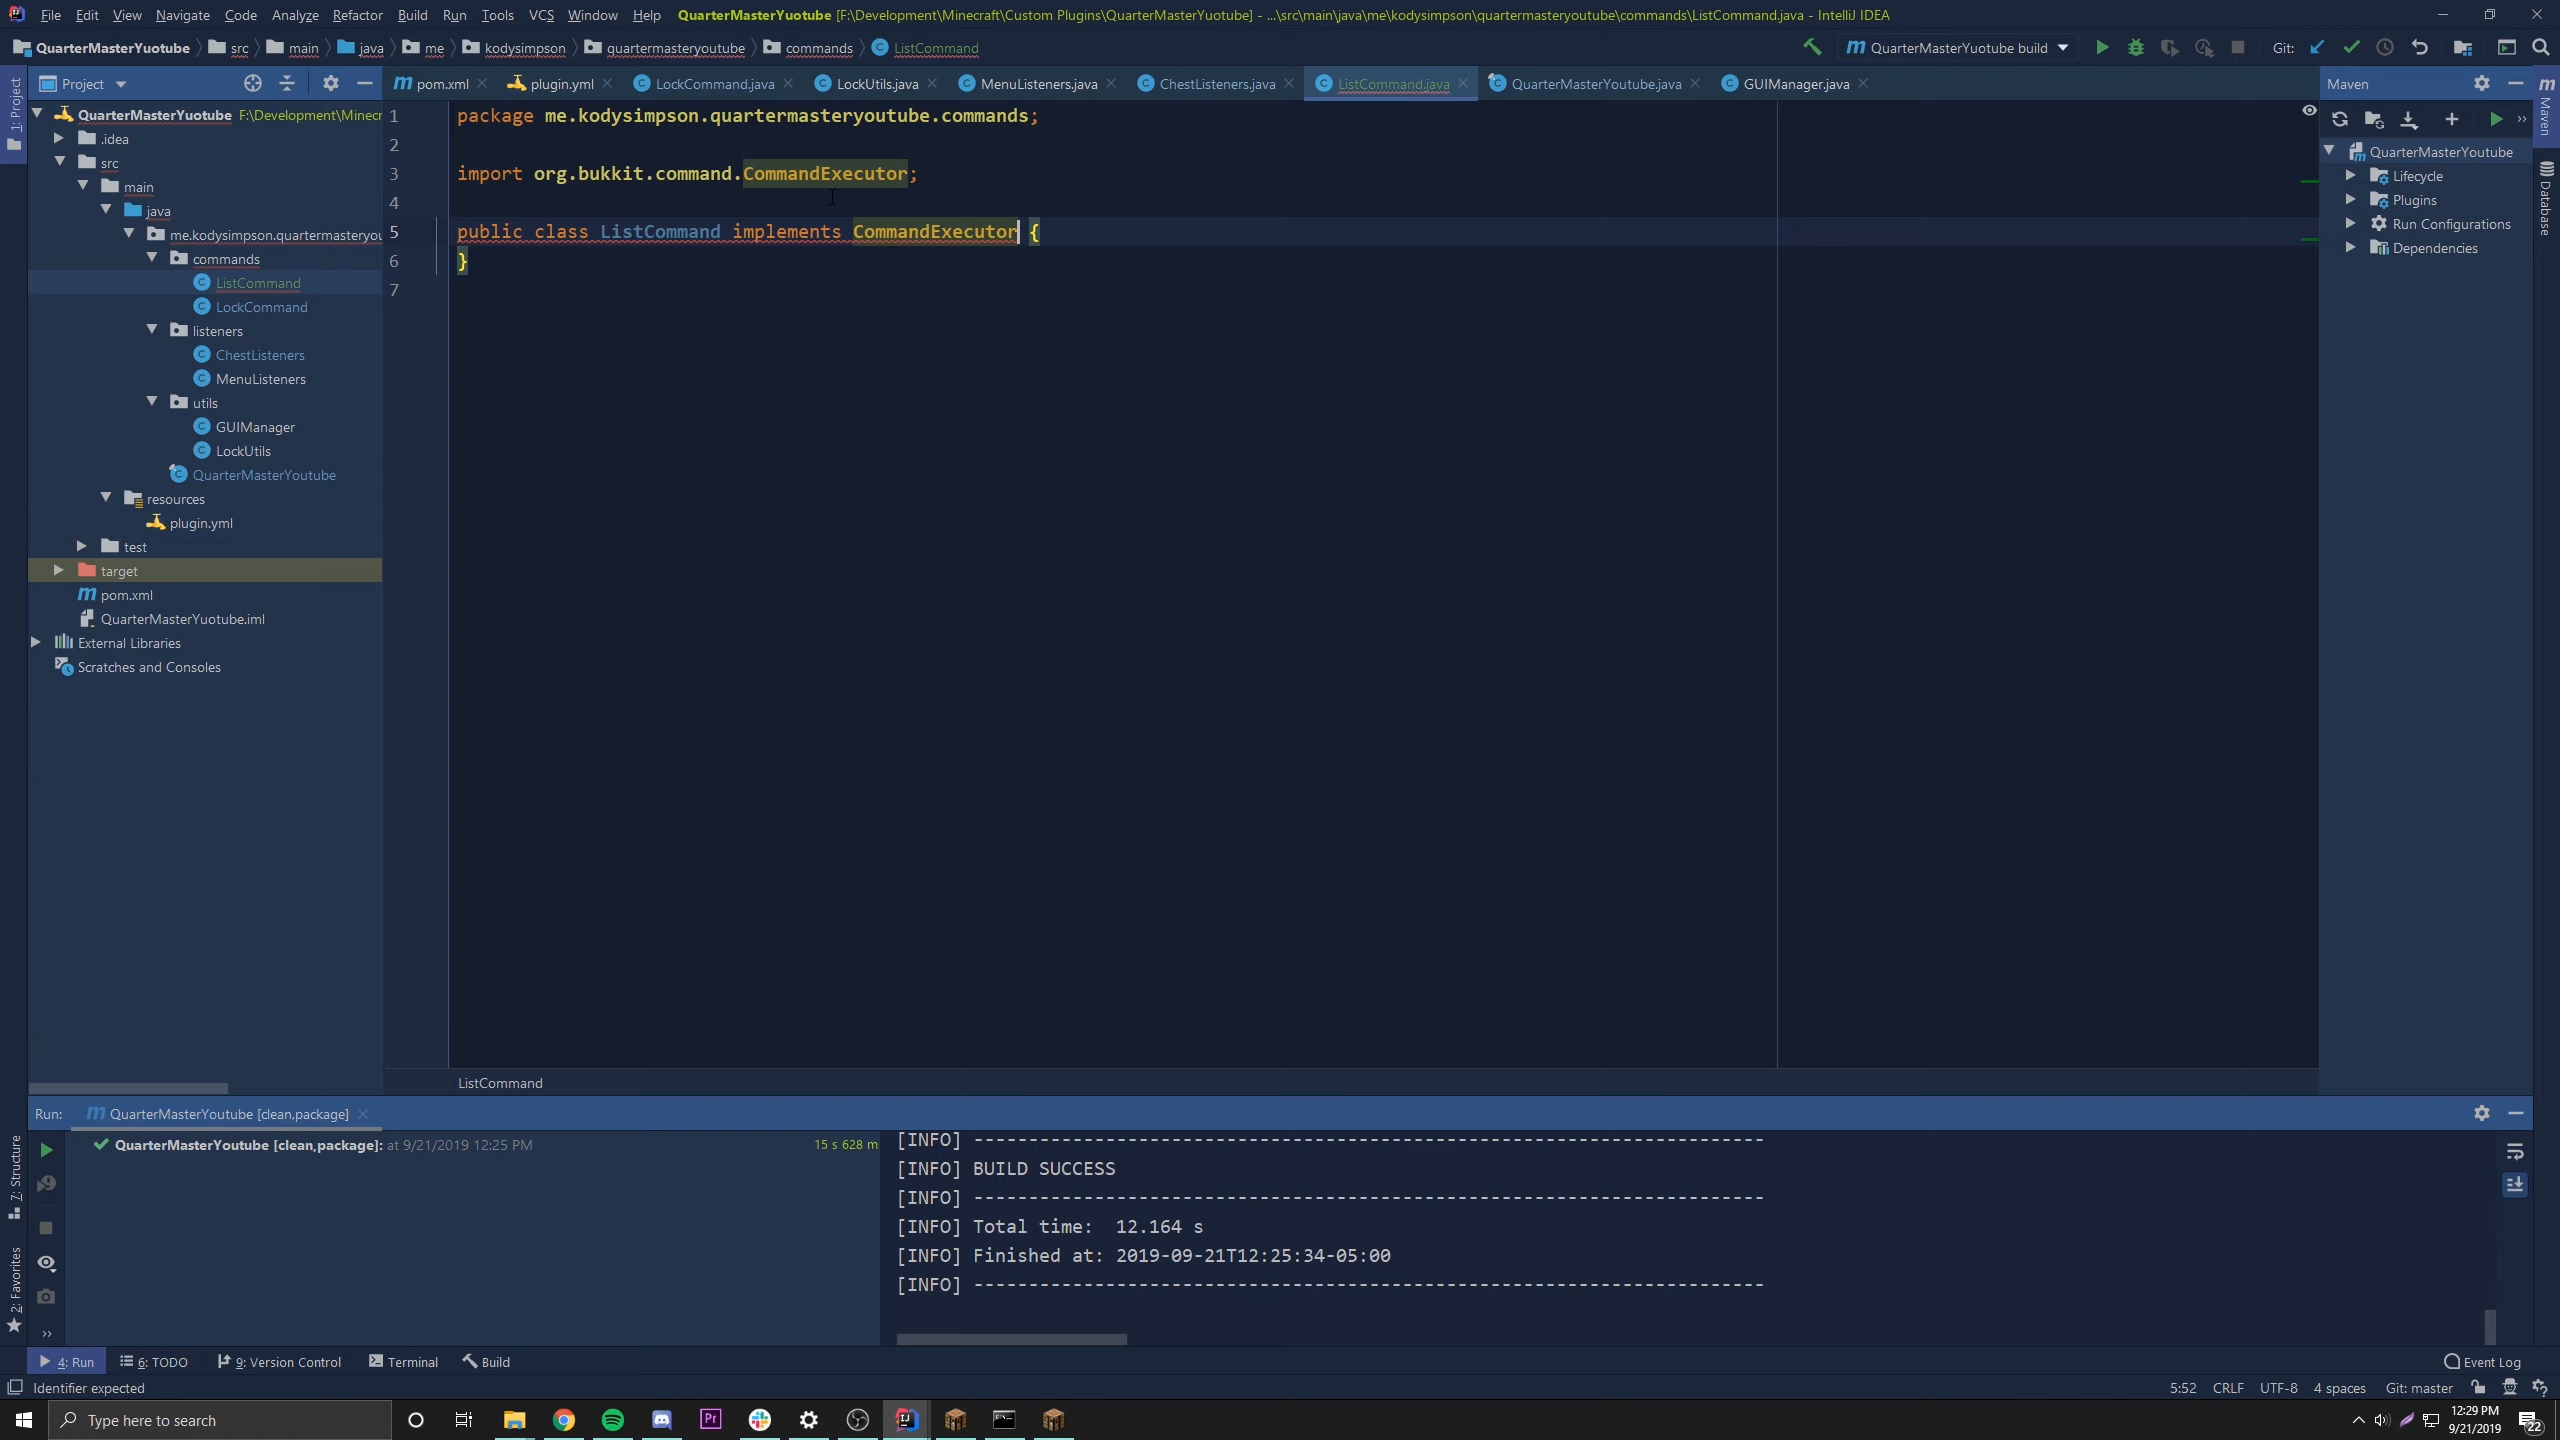 File Edit View Navigate Code Analyze Refactor Build Run Tools VCS Window Help QuarterMasterYuotube [F:\Development\Minecraft\Custom Plugins\QuarterMasterYuotube] - ...\src\main\java\me\kodysimpson\quartermasteryoutube\commands\ListCommand.java - IntelliJ IDEA
QuarterMasterYuotube src main java me kodysimpson quartermasteryoutube commands ListCommand QuarterMasterYuotube build Git:
Project pom.xml plugin.yml LockCommand.java LockUtils.java MenuListeners.java ChestListeners.java ListCommand.java QuarterMasterYoutube.java GUIManager.java Maven
QuarterMasterYuotube F:\Development\Minecr
.idea
src
main
java
me.kodysimpson.quartermasteryou
commands
ListCommand
LockCommand
listeners
ChestListeners
MenuListeners
utils
GUIManager
LockUtils
QuarterMasterYoutube
resources
plugin.yml
test
target
pom.xml
QuarterMasterYuotube.iml
External Libraries
Scratches and Consoles
1 package me.kodysimpson.quartermasteryoutube.commands;
2
3 import org.bukkit.command.CommandExecutor;
4
5 public class ListCommand implements CommandExecutor {
6 }
7
ListCommand
QuarterMasterYoutube
Lifecycle
Plugins
Run Configurations
Dependencies
1: Project
7: Structure
2: Favorites
Maven
Database
Run: QuarterMasterYoutube [clean,package]
QuarterMasterYoutube [clean,package]: at 9/21/2019 12:25 PM 15 s 628 m
[INFO] ------------------------------------------------------------------------
[INFO] BUILD SUCCESS
[INFO] ------------------------------------------------------------------------
[INFO] Total time:  12.164 s
[INFO] Finished at: 2019-09-21T12:25:34-05:00
[INFO] ------------------------------------------------------------------------
4: Run 6: TODO 9: Version Control Terminal Build Event Log
Identifier expected 5:52 CRLF UTF-8 4 spaces Git: master
Type here to search
12:29 PM
9/21/2019
22